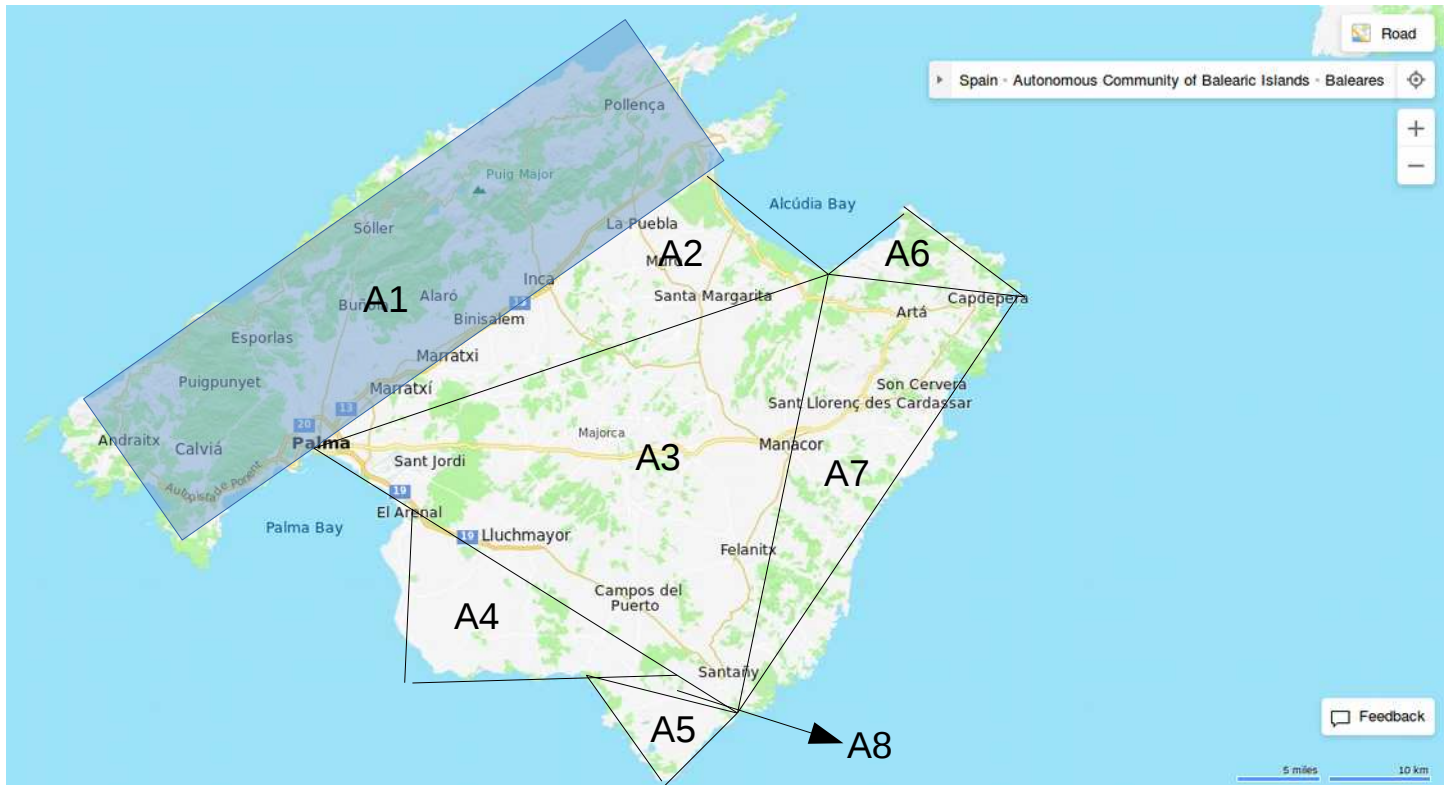 Road
Spain · Autonomous Community of Balearic Islands · Baleares
+
−
Pollença
Puig Major
Alcúdia Bay
La Puebla
Sóller
A2
Muro
A6
Inca
Santa Margarita
Capdepera
A1
Buñola
Alaró
13
Artá
Binisalem
Esporlas
Marratxi
Puigpunyet
Marratxí
Son Cervera
Sant Llorenç des Cardassar
13
20
Andraitx
Calviá
Palma
Majorca
Manacor
Sant Jordi
A3
A7
Autopista de Ponent
19
El Arenal
Palma Bay
19
Lluchmayor
Felanitx
Campos del
Puerto
A4
Santañy
A5
A8
Feedback
5 miles
10 km